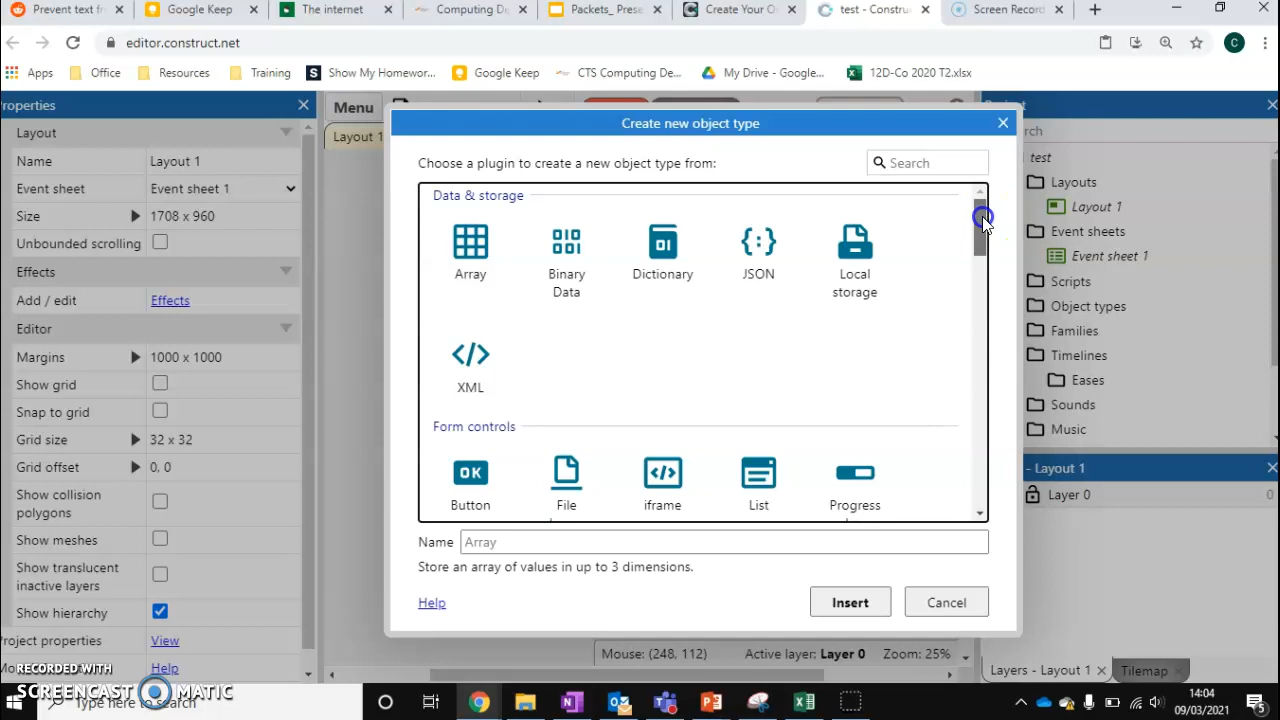 Prevent text fr
Google Keep
The internet
Computing De
Packets_ Prese
Create Your O
test - Constru
Screen Record
editor.construct.net
C
Apps
Office
Resources
Training
S Show My Homewor...
Google Keep
CTS Computing De...
My Drive - Google...
12D-Co 2020 T2.xlsx
roperties
Menu
Layout 1
Layout
Name Layout 1
Event sheet Event sheet 1
Size 1708 x 960
Unbounded scrolling
Effects
Add / edit Effects
Editor
Margins 1000 x 1000
Show grid
Snap to grid
Grid size 32 x 32
Grid offset 0, 0
Show collision
polygons
Show meshes
Show translucent
inactive layers
Show hierarchy
roject properties View
Help
Create new object type
Choose a plugin to create a new object type from:
Search
Data & storage
Array
Binary
Data
Dictionary
JSON
Local
storage
XML
Form controls
OK
Button
File
iframe
List
Progress
Name Array
Store an array of values in up to 3 dimensions.
Help
Insert
Cancel
Mouse: (248, 112) Active layer: Layer 0 Zoom: 25%
test
Layouts
Layout 1
Event sheets
Event sheet 1
Scripts
Object types
Families
Timelines
Eases
Sounds
Music
- Layout 1
Layer 0 0
Layers - Layout 1
Tilemap
RECORDED WITH
SCREENCAST MATIC
Type here
14:04
09/03/2021
5